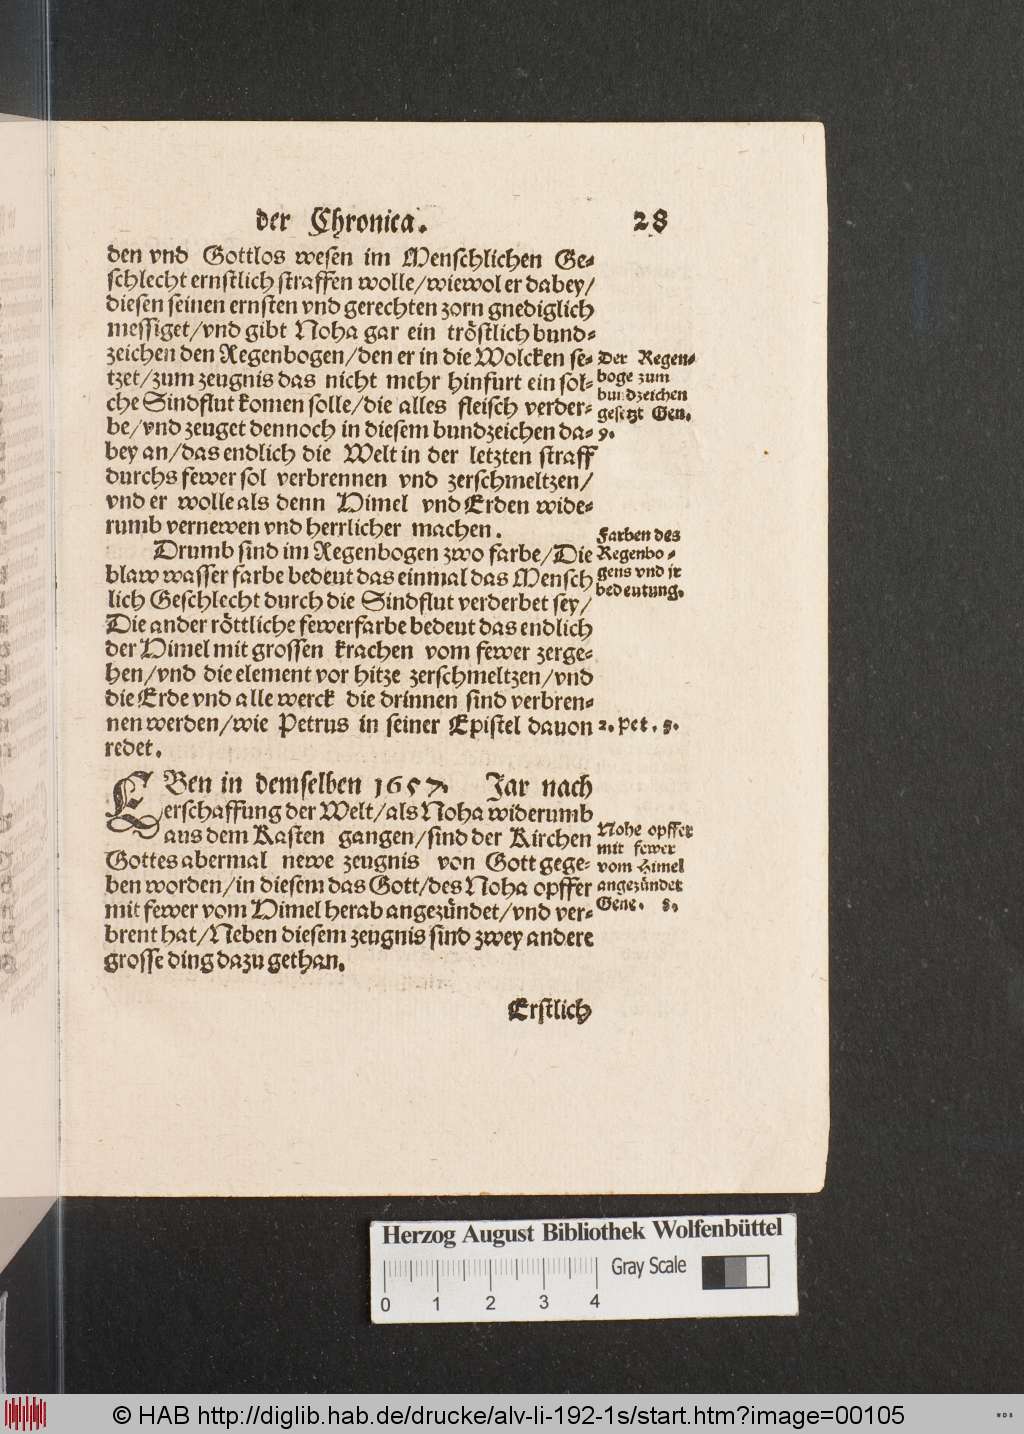 der Chronica. 28
den vnd Gottlos wesen im Menschlichen Ge-
schlecht ernstlich straffen wolle/wiewol er dabey/
diesen seinen ernsten vnd gerechten zorn gnediglich
messiget/vnd gibt Noha gar ein tröstlich bund-
zeichen den Regenbogen/den er in die Wolcken se-
tzet/zum zeugnis das nicht mehr hinfurt ein sol-
che Sindflut komen solle/die alles fleisch verder-
be/vnd zeuget dennoch in diesem bundzeichen da-
bey an/das endlich die Welt in der letzten straff
durchs fewer sol verbrennen vnd zerschmeltzen/
vnd er wolle als denn Himel vnd Erden wide-
rumb vernewen vnd herrlicher machen.
Der Regen-
boge zum
bundzeichen
gesetzt Gen.
9.
Drumb sind im Regenbogen zwo farbe/Die
blaw wasser farbe bedeut das einmal das Mensch
lich Geschlecht durch die Sindflut verderbet sey/
Die ander röttliche fewerfarbe bedeut das endlich
der Himel mit grossen krachen vom fewer zerge-
hen/vnd die element vor hitze zerschmeltzen/vnd
die Erde vnd alle werck die drinnen sind verbren-
nen werden/wie Petrus in seiner Epistel dauon
redet.
Farben des
Regenbo-
gens vnd jr
bedeutung.
2. Pet. 3.
EBen in demselben 1657. Jar nach
erschaffung der Welt/als Noha widerumb
aus dem Kasten gangen/sind der Kirchen
Gottes abermal newe zeugnis von Gott gege-
ben worden/in diesem das Gott/des Noha opffer
mit fewer vom Himel herab angezündet/vnd ver-
brent hat/Neben diesem zeugnis sind zwey andere
grosse ding dazu gethan.
Nohe opffer
mit fewer
vom Himel
angezündet
Gene. 8.
Erstlich
Herzog August Bibliothek Wolfenbüttel
Gray Scale
0 1 2 3 4
© HAB http://diglib.hab.de/drucke/alv-li-192-1s/start.htm?image=00105